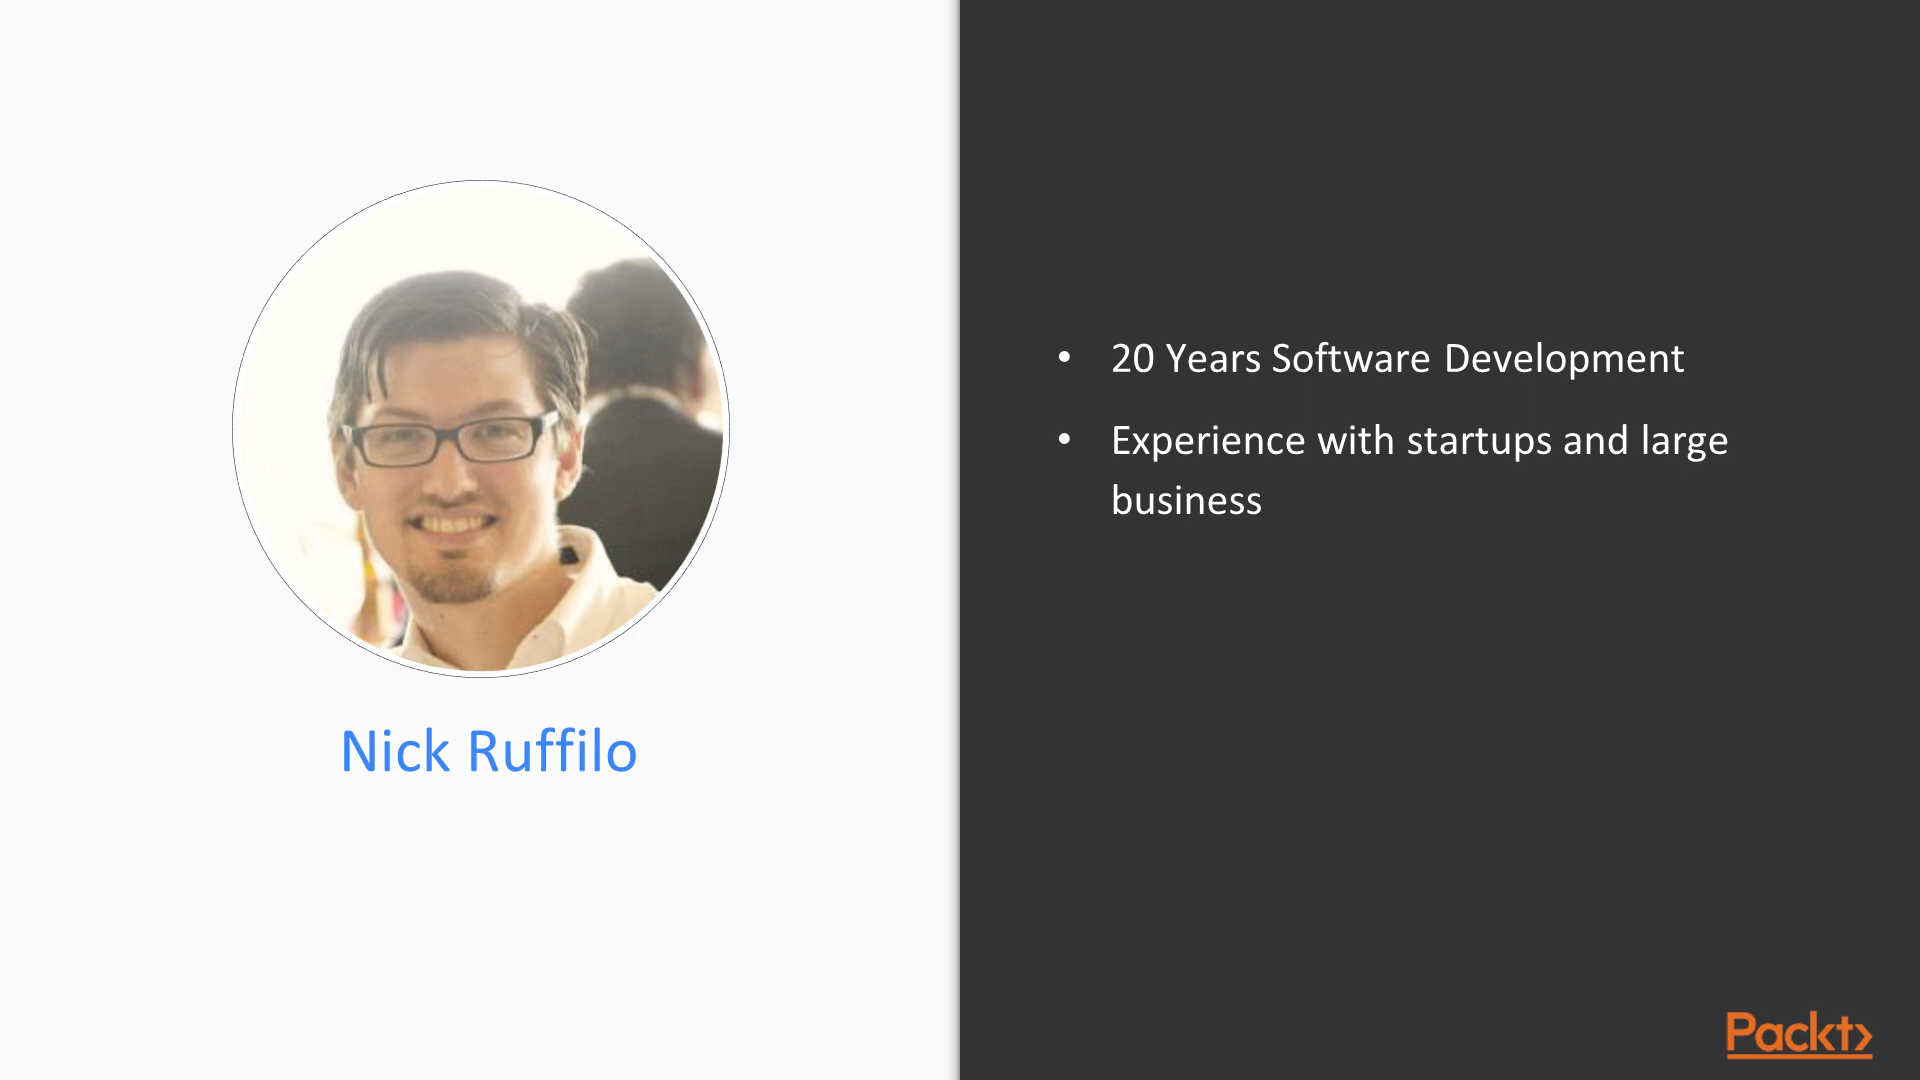 Nick Ruffilo
• 20 Years Software Development
• Experience with startups and large
business
Packt>